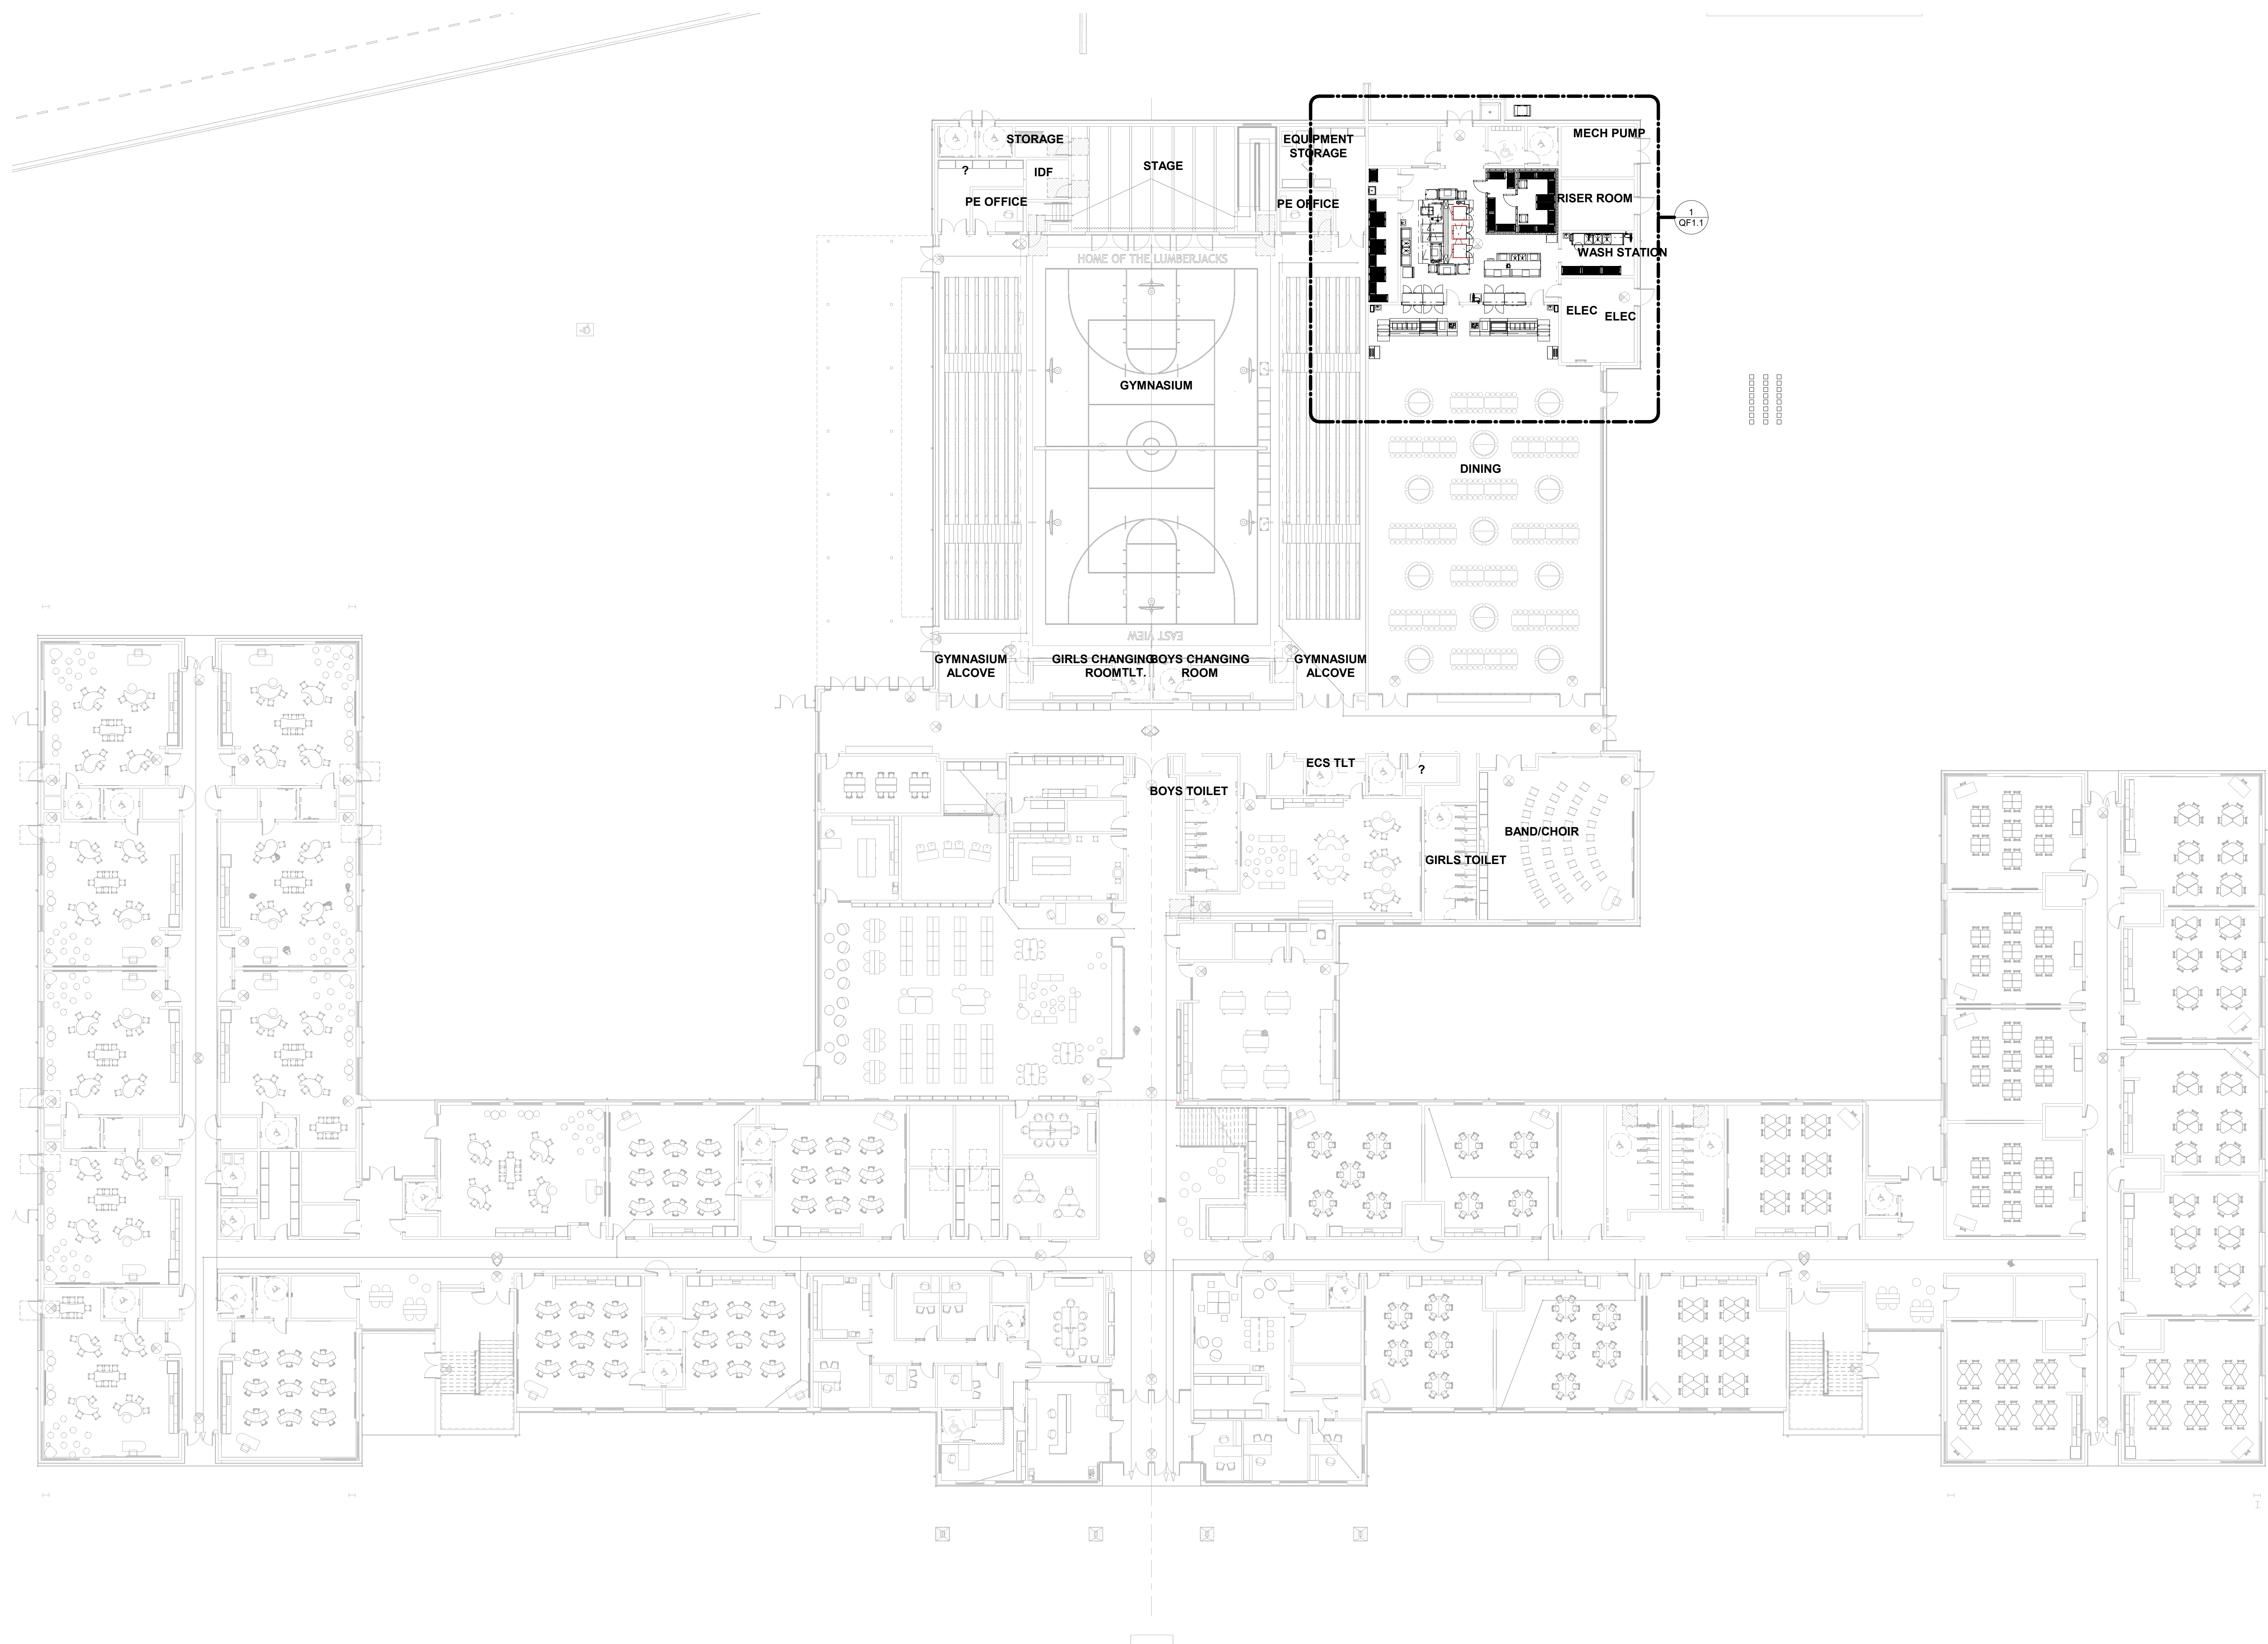 STORAGE
EQUIPMENT
STORAGE
MECH PUMP
STAGE
?
IDF
PE OFFICE
PE OFFICE
RISER ROOM
1
QF1.1
WASH STATION
HOME OF THE LUMBERJACKS
ELEC
ELEC
GYMNASIUM
DINING
EAST VIEW
GYMNASIUM
ALCOVE
GIRLS CHANGING
ROOM
TLT.
BOYS CHANGING
ROOM
GYMNASIUM
ALCOVE
ECS TLT
?
BOYS TOILET
BAND/CHOIR
GIRLS TOILET